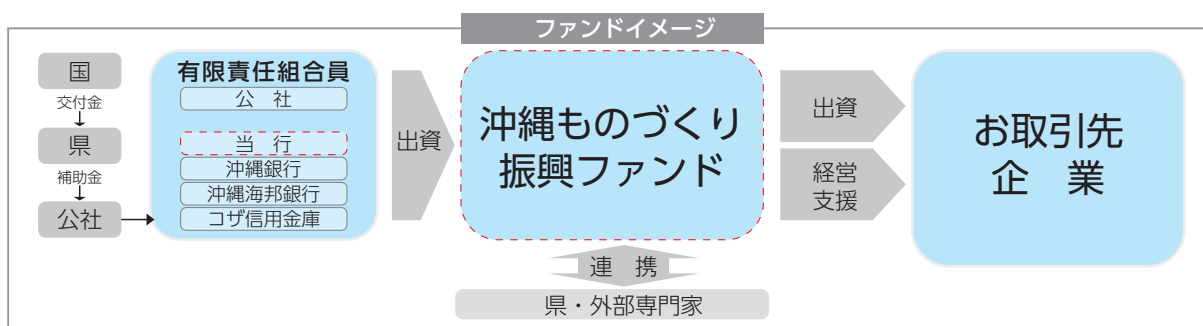 ファンドイメージ
国
交付金
県
補助金
公社
有限責任組合員
公 社
当 行
沖縄銀行
沖縄海邦銀行
コザ信用金庫
出資
沖縄ものづくり
振興ファンド
連 携
県・外部専門家
出資
経営
支援
お取引先
企 業